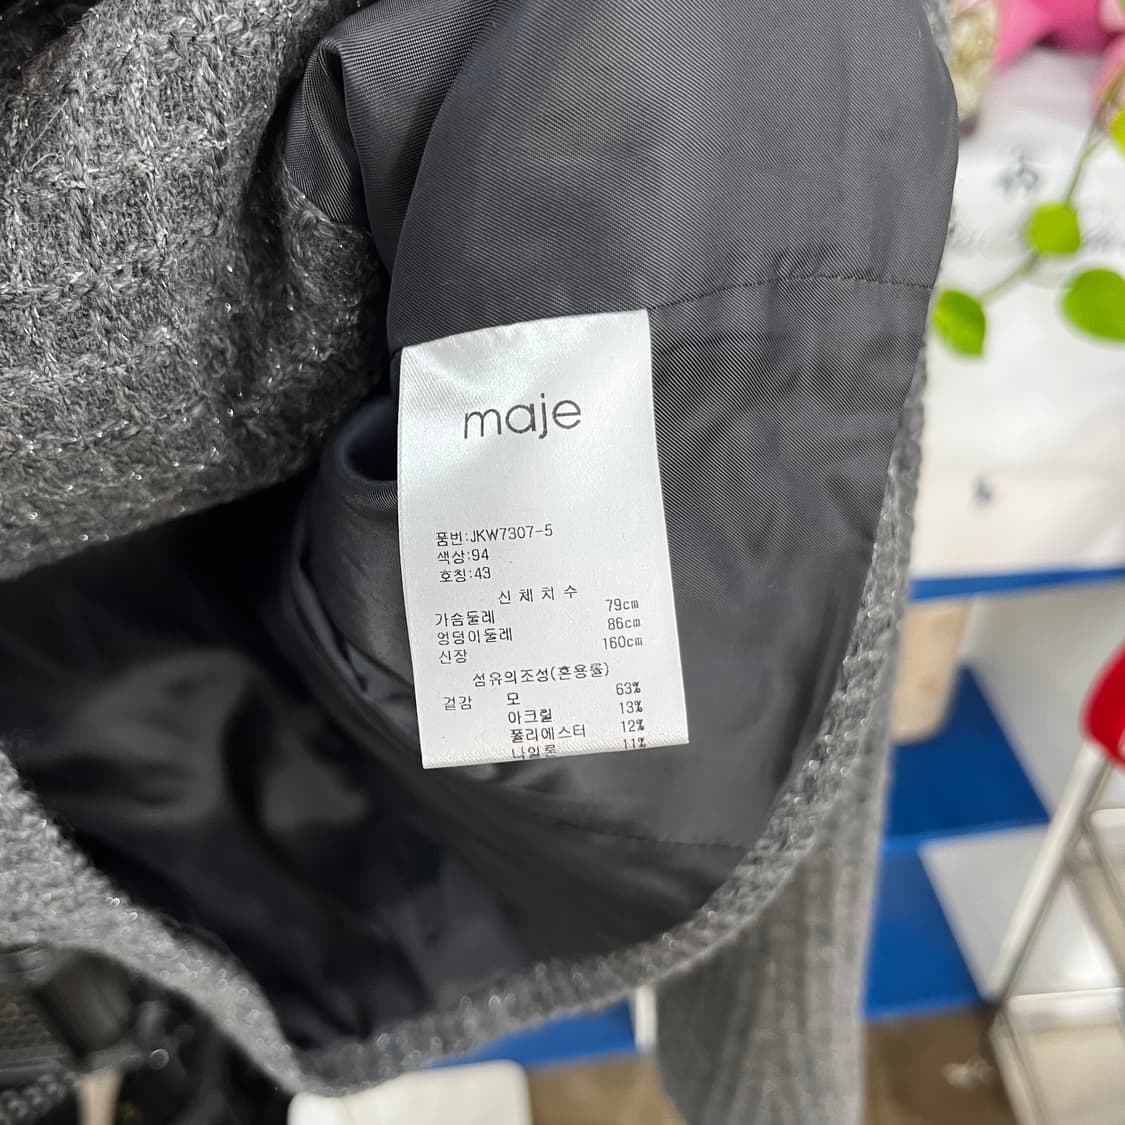 maje
품번:JKW7307-5
색상:94
호칭:43
신체치수
가슴둘레 79cm
엉덩이둘레 86cm
신장 160cm
섬유의조성(혼용률)
겉감 모 63%
아크릴 13%
폴리에스터 12%
나일론 11%